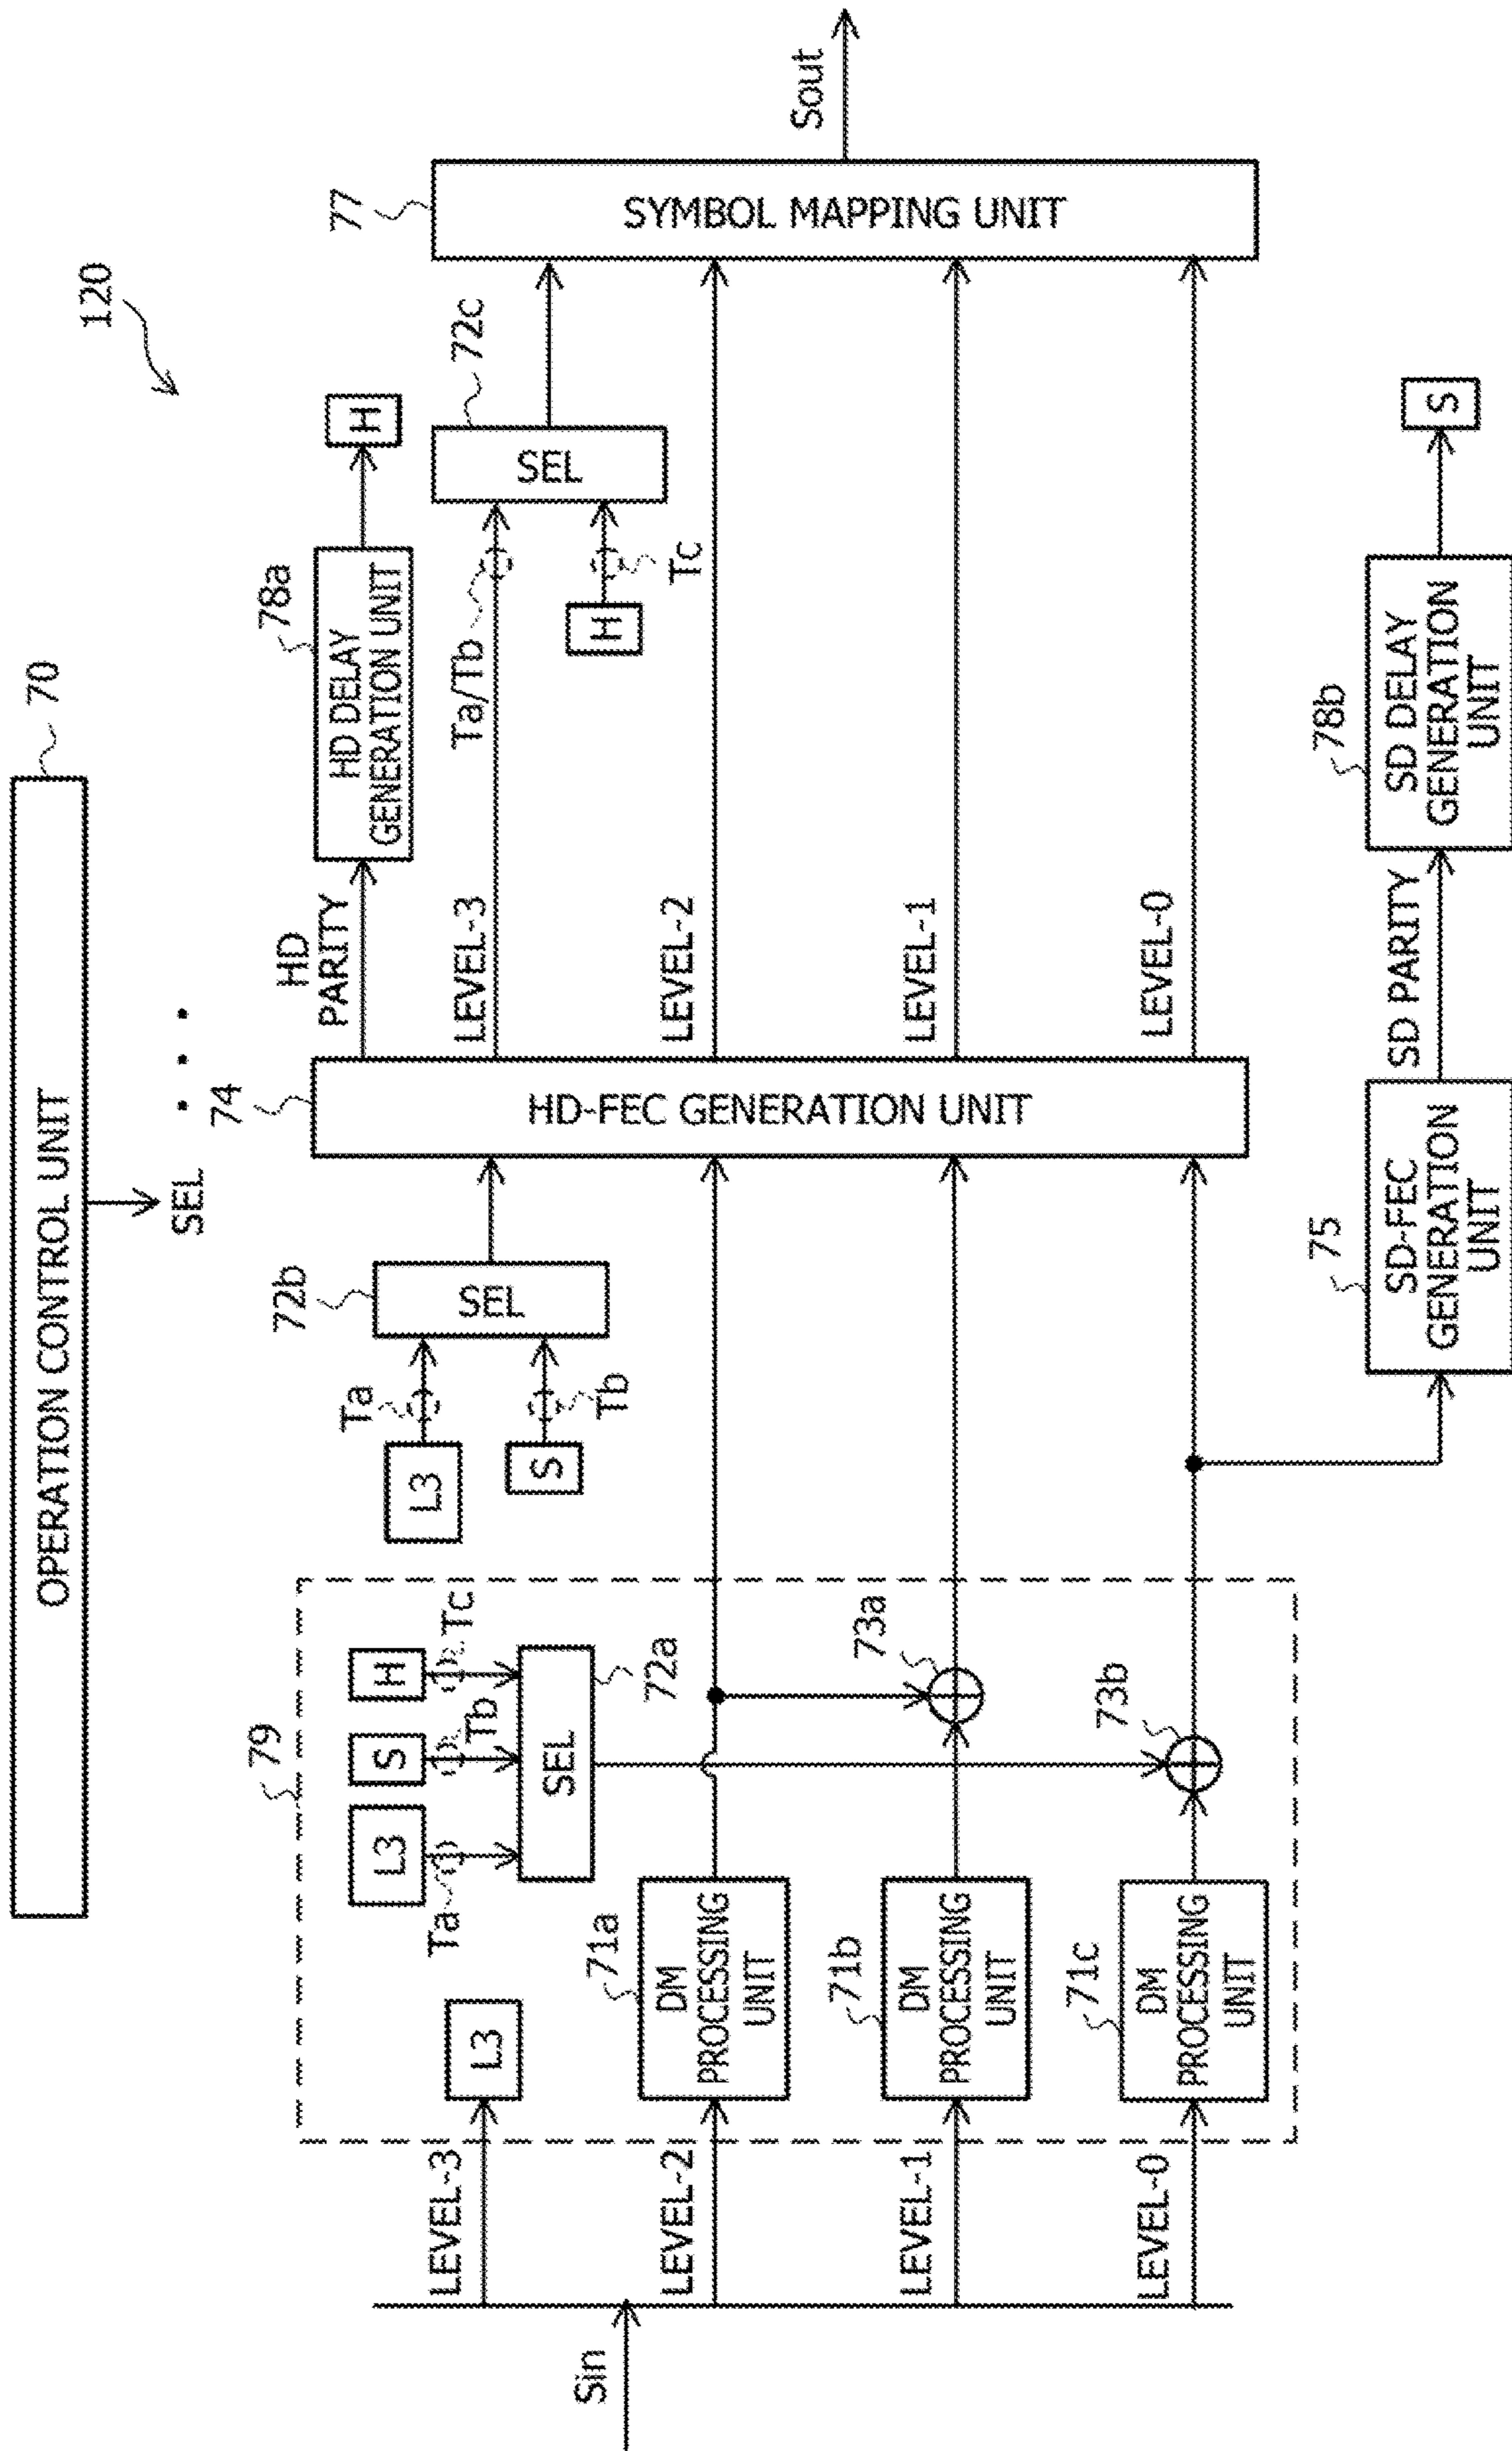 120
70
OPERATION CONTROL UNIT
SEL
• • •
79
L3
S
H
Ta
Tb
Tc
SEL
72a
L3
Ta
S
Tb
SEL
72b
74
HD-FEC GENERATION UNIT
HD
PARITY
78a
HD DELAY
GENERATION UNIT
H
Ta/Tb
H
Tc
SEL
72c
77
SYMBOL MAPPING UNIT
Sout
Sin
LEVEL-3
L3
LEVEL-3
LEVEL-2
71a
DM
PROCESSING
UNIT
LEVEL-2
LEVEL-1
71b
DM
PROCESSING
UNIT
73a
LEVEL-1
LEVEL-0
71c
DM
PROCESSING
UNIT
73b
LEVEL-0
75
SD-FEC
GENERATION
UNIT
SD PARITY
78b
SD DELAY
GENERATION
UNIT
S